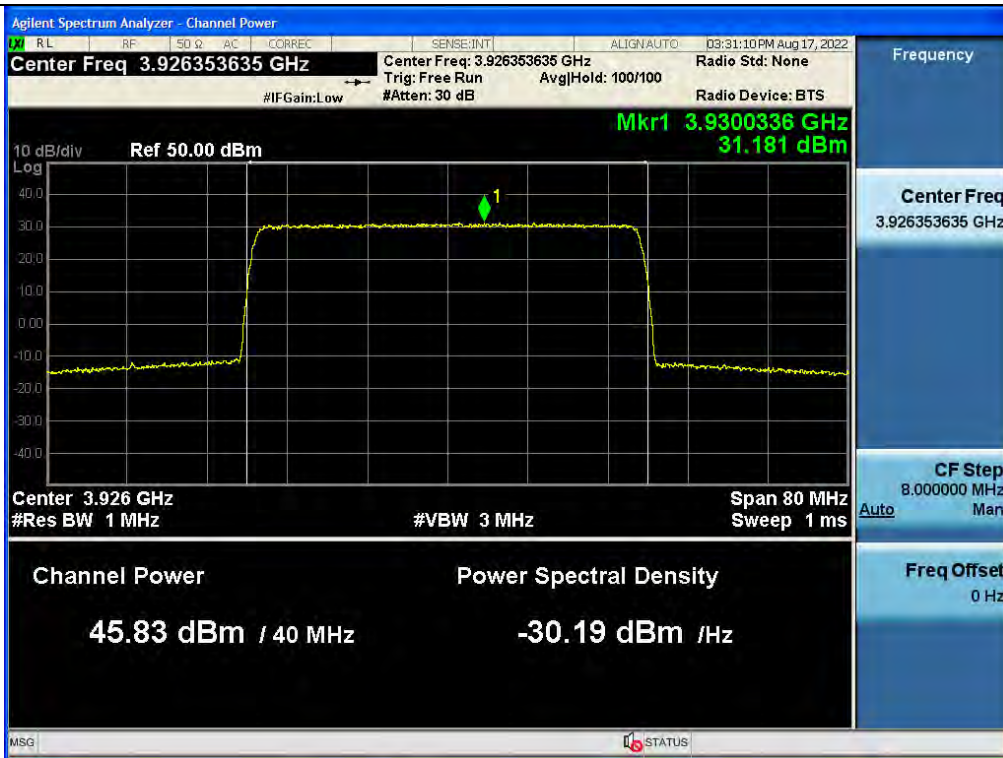 Agilent Spectrum Analyzer - Channel Power
LXI RL RF 50 Ω AC CORREC SENSE:INT ALIGNAUTO 03:31:10 PM Aug 17, 2022
Center Freq 3.926353635 GHz Center Freq: 3.926353635 GHz Radio Std: None
Trig: Free Run Avg|Hold: 100/100
#IFGain:Low #Atten: 30 dB Radio Device: BTS
Mkr1 3.9300336 GHz
31.181 dBm
10 dB/div Ref 50.00 dBm
Log
40.0
1
30.0
20.0
10.0
0.00
-10.0
-20.0
-30.0
-40.0
Center 3.926 GHz Span 80 MHz
#Res BW 1 MHz #VBW 3 MHz Sweep 1 ms
Channel Power Power Spectral Density
45.83 dBm / 40 MHz -30.19 dBm /Hz
MSG STATUS
Frequency
Center Freq
3.926353635 GHz
CF Step
8.000000 MHz
Auto Man
Freq Offset
0 Hz